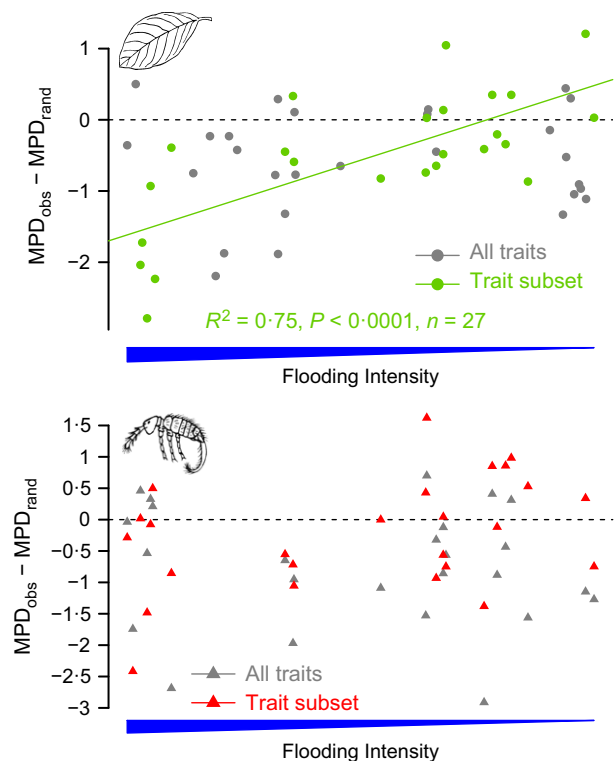 1
0
−1
−2
MPDobs − MPDrand
All traits
Trait subset
R2 = 0·75, P < 0·0001, n = 27
Flooding Intensity
1·5
1
0·5
0
−0·5
−1
−1·5
−2
−2·5
−3
MPDobs − MPDrand
All traits
Trait subset
Flooding Intensity